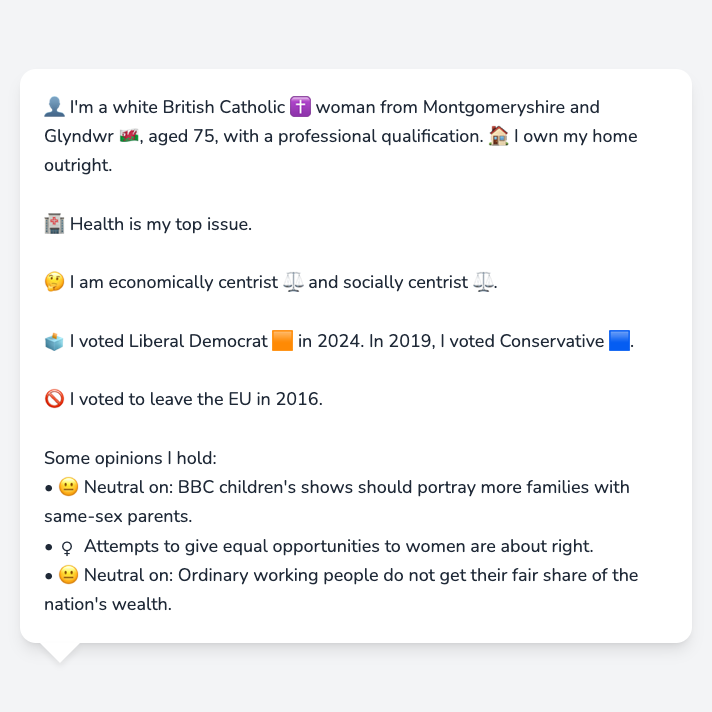 👤 I'm a white British Catholic ✝️ woman from Montgomeryshire and
Glyndwr 🏴󠁧󠁢󠁷󠁬󠁳󠁿, aged 75, with a professional qualification. 🏠 I own my home
outright.
🏥 Health is my top issue.
🤔 I am economically centrist ⚖️ and socially centrist ⚖️.
🗳️ I voted Liberal Democrat 🟧 in 2024. In 2019, I voted Conservative 🟦.
🚫 I voted to leave the EU in 2016.
Some opinions I hold:
• 😐 Neutral on: BBC children's shows should portray more families with
same-sex parents.
• ♀ Attempts to give equal opportunities to women are about right.
• 😐 Neutral on: Ordinary working people do not get their fair share of the
nation's wealth.